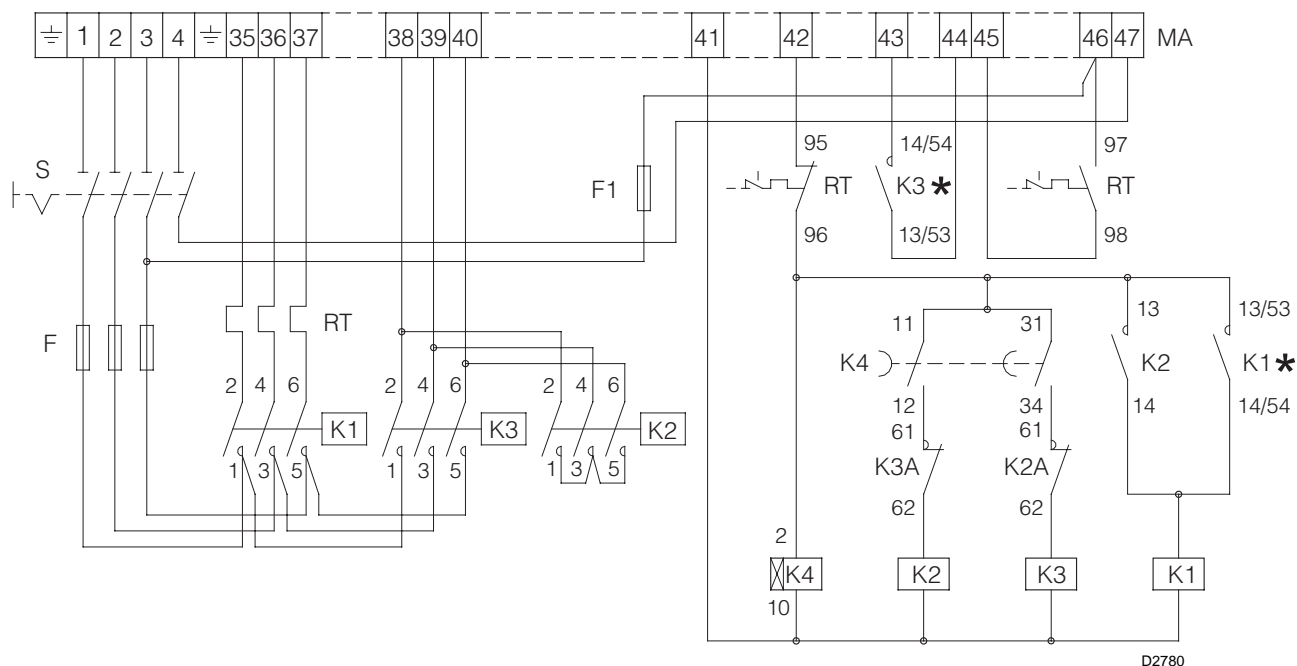 1 2 3 4 35 36 37 38 39 40 41 42 43 44 45 46 47 MA
95 14/54 97
S F1 RT K3 * RT
96 13/53 98
F RT 11 31 13 13/53
K4 K2 K1 *
2 4 6 2 4 6 2 4 6 12 34 14 14/54
K1 K3 K2 61 61
1 3 5 1 3 5 3 5 K3A K2A
62 62
2
K4 K2 K3 K1
10
D2780